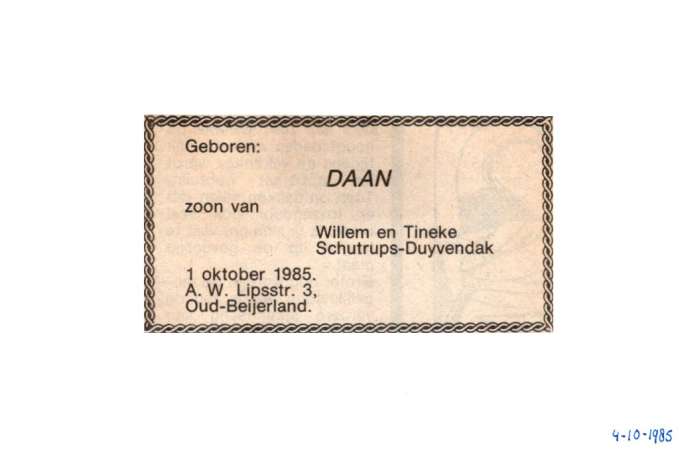 Geboren:
DAAN
zoon van
Willem en Tineke
Schutrups-Duyvendak
1 oktober 1985.
A. W. Lipsstr. 3,
Oud-Beijerland.
4-10-1985